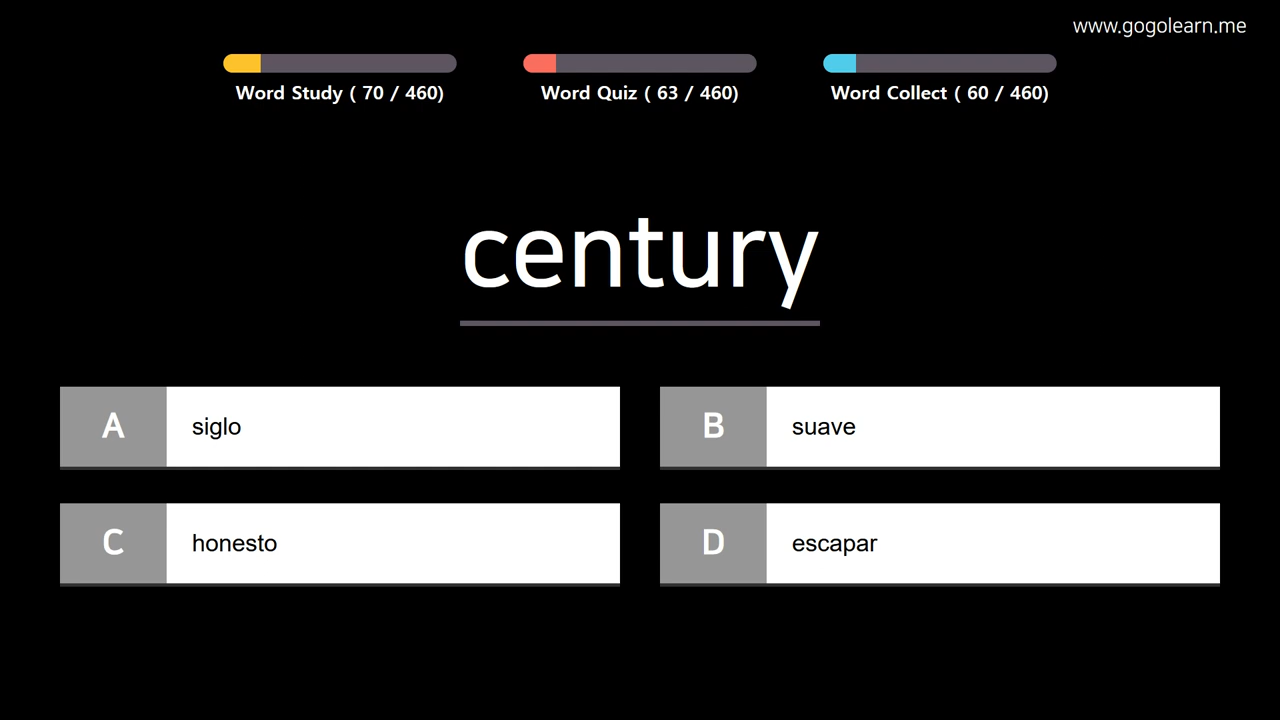 www.gogolearn.me
Word Study ( 70 / 460)
Word Quiz ( 63 / 460)
Word Collect ( 60 / 460)
century
A siglo
B suave
C honesto
D escapar